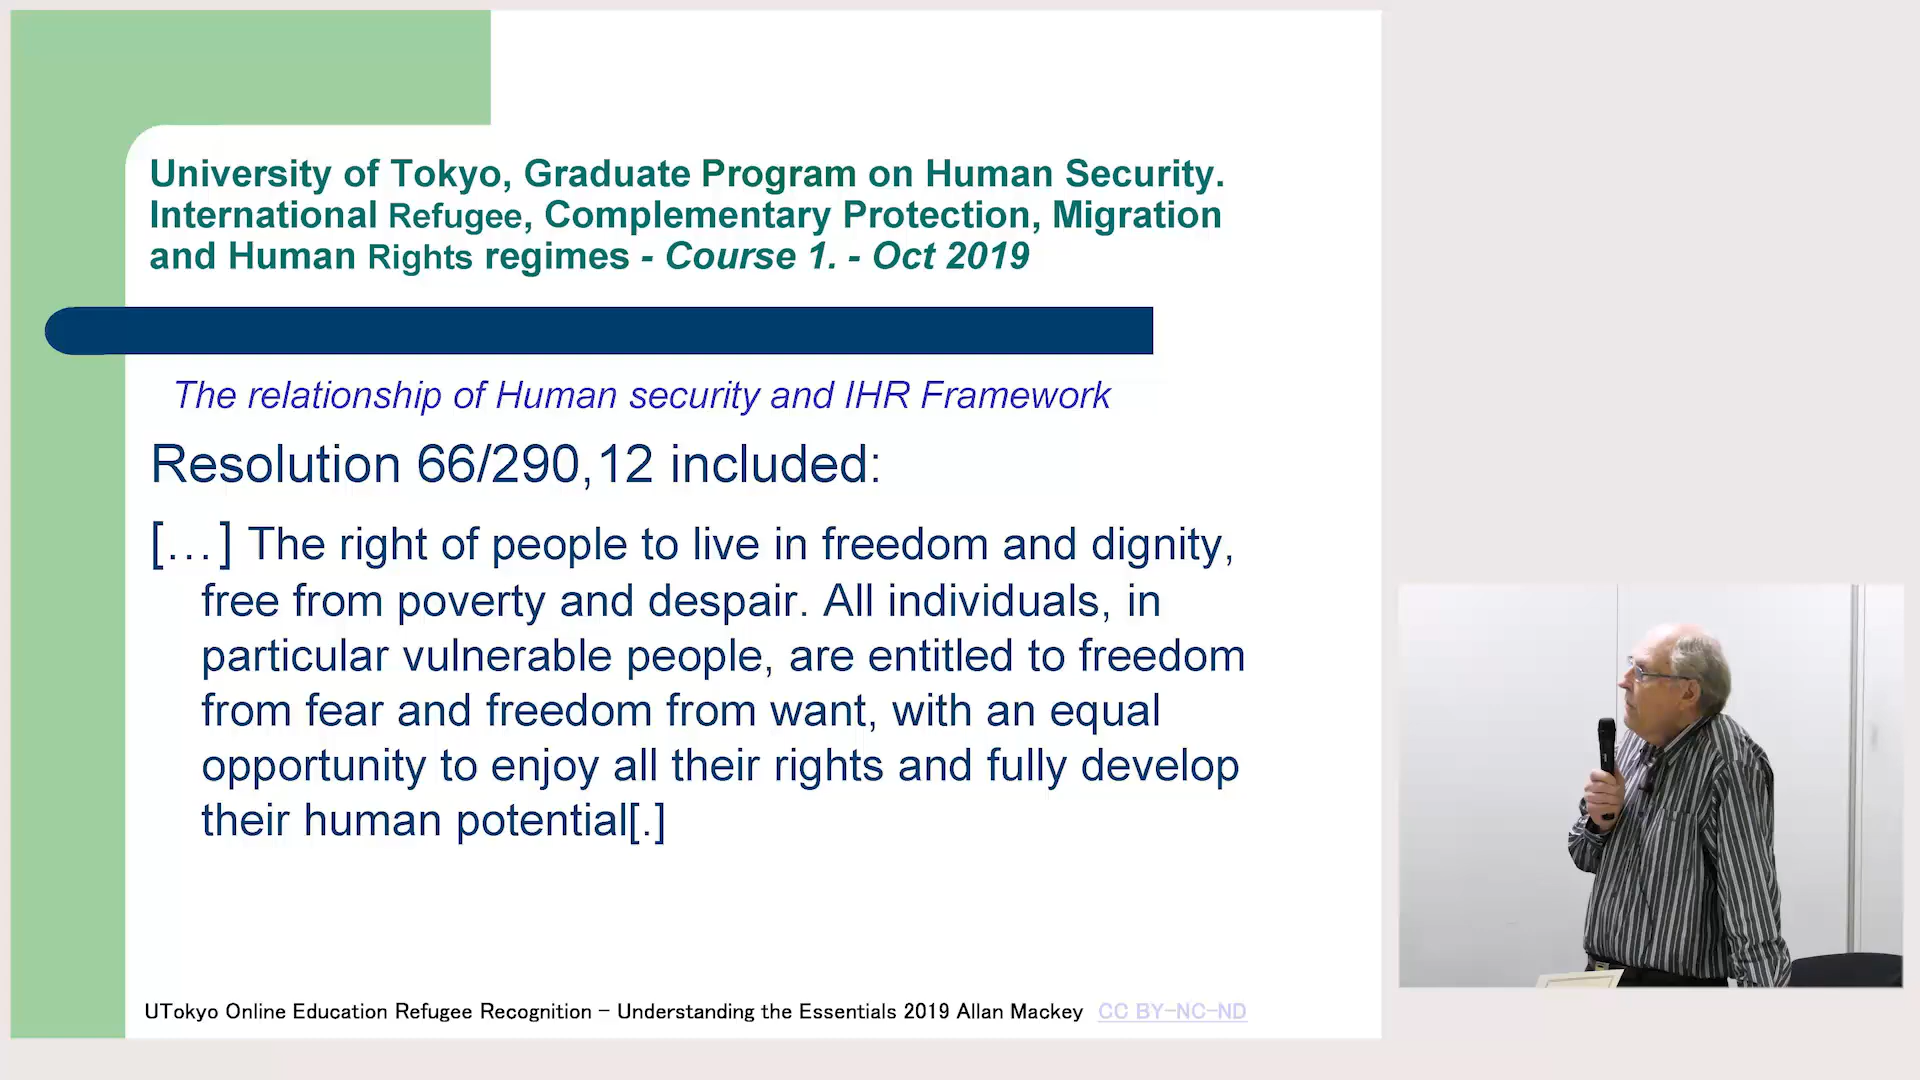 University of Tokyo, Graduate Program on Human Security.
International Refugee, Complementary Protection, Migration
and Human Rights regimes - Course 1. - Oct 2019
The relationship of Human security and IHR Framework
Resolution 66/290,12 included:
[…] The right of people to live in freedom and dignity,
free from poverty and despair. All individuals, in
particular vulnerable people, are entitled to freedom
from fear and freedom from want, with an equal
opportunity to enjoy all their rights and fully develop
their human potential[.]
UTokyo Online Education Refugee Recognition – Understanding the Essentials 2019 Allan Mackey CC BY-NC-ND